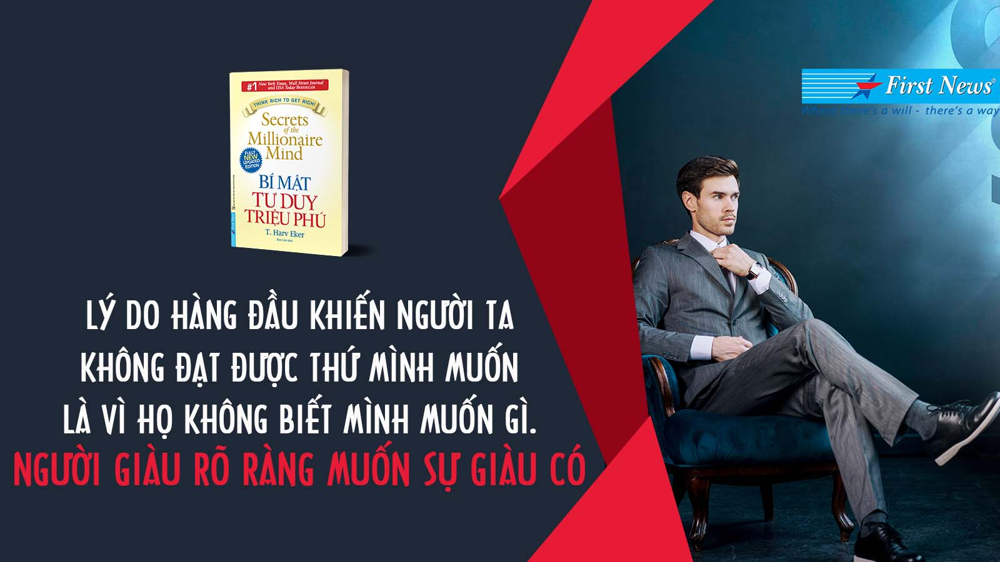 #1 New York Times, Wall Street Journal
and USA Today BESTSELLER
THINK RICH TO GET RICH!
Secrets
of the
Millionaire
Mind
FULLY
NEW
UPDATED
EDITION
BÍ MẬT
TƯ DUY
TRIỆU PHÚ
T. Harv Eker
First News
First News®
Where there's a will - there's a way
LÝ DO HÀNG ĐẦU KHIẾN NGƯỜI TA
KHÔNG ĐẠT ĐƯỢC THỨ MÌNH MUỐN
LÀ VÌ HỌ KHÔNG BIẾT MÌNH MUỐN GÌ.
NGƯỜI GIÀU RÕ RÀNG MUỐN SỰ GIÀU CÓ